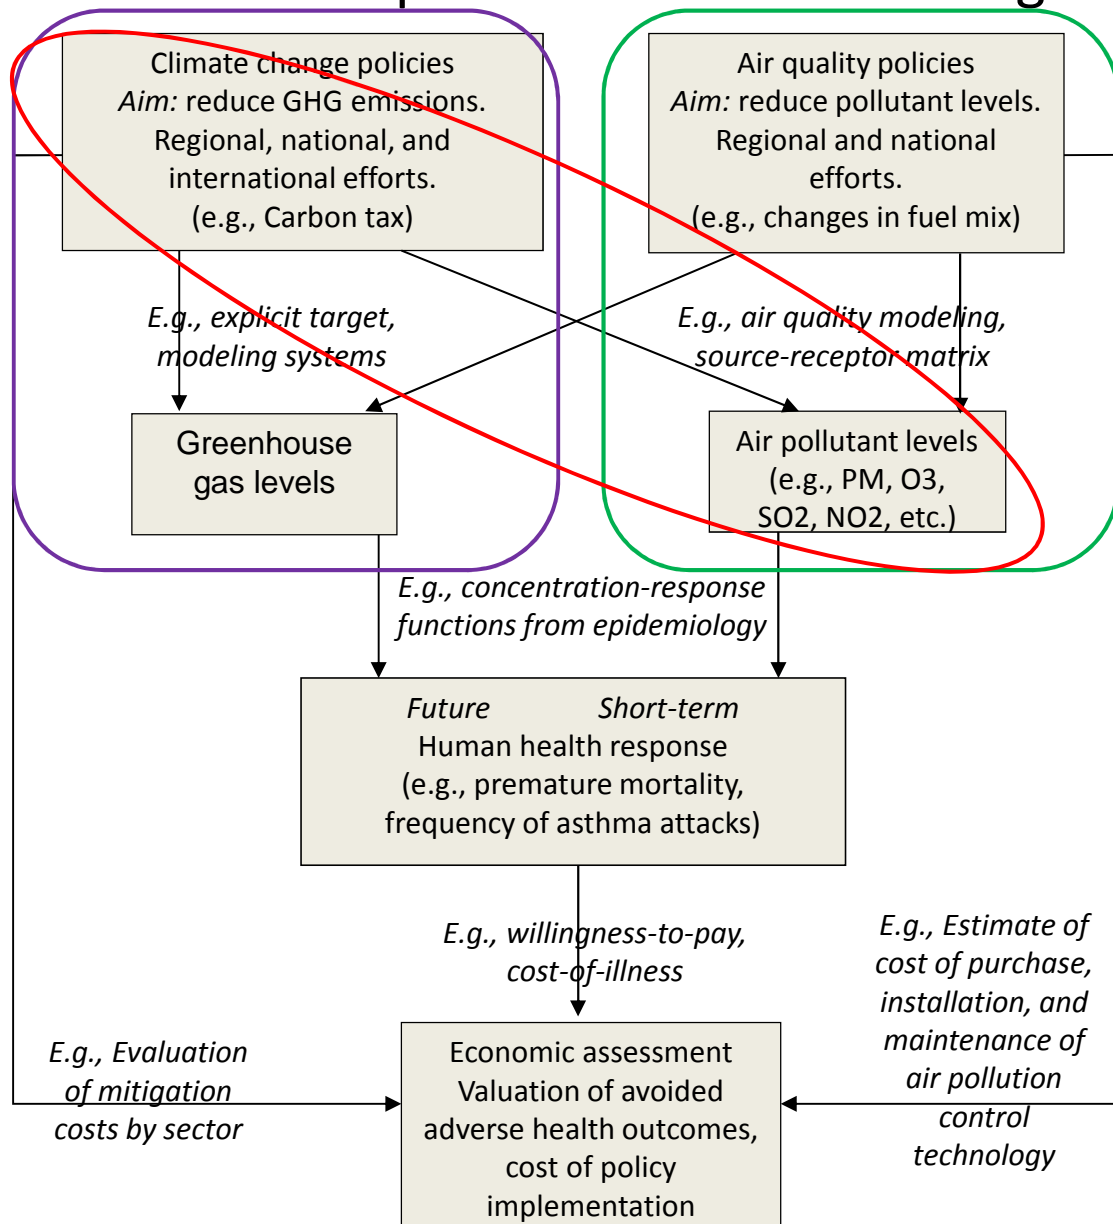 Climate change policies
Aim: reduce GHG emissions.
Regional, national, and
international efforts.
(e.g., Carbon tax)
Air quality policies
Aim: reduce pollutant levels.
Regional and national
efforts.
(e.g., changes in fuel mix)
E.g., explicit target,
modeling systems
E.g., air quality modeling,
source-receptor matrix
Greenhouse
gas levels
Air pollutant levels
(e.g., PM, O3,
SO2, NO2, etc.)
E.g., concentration-response
functions from epidemiology
Future Short-term
Human health response
(e.g., premature mortality,
frequency of asthma attacks)
E.g., willingness-to-pay,
cost-of-illness
E.g., Estimate of
cost of purchase,
installation, and
maintenance of
air pollution
control
technology
E.g., Evaluation
of mitigation
costs by sector
Economic assessment
Valuation of avoided
adverse health outcomes,
cost of policy
implementation